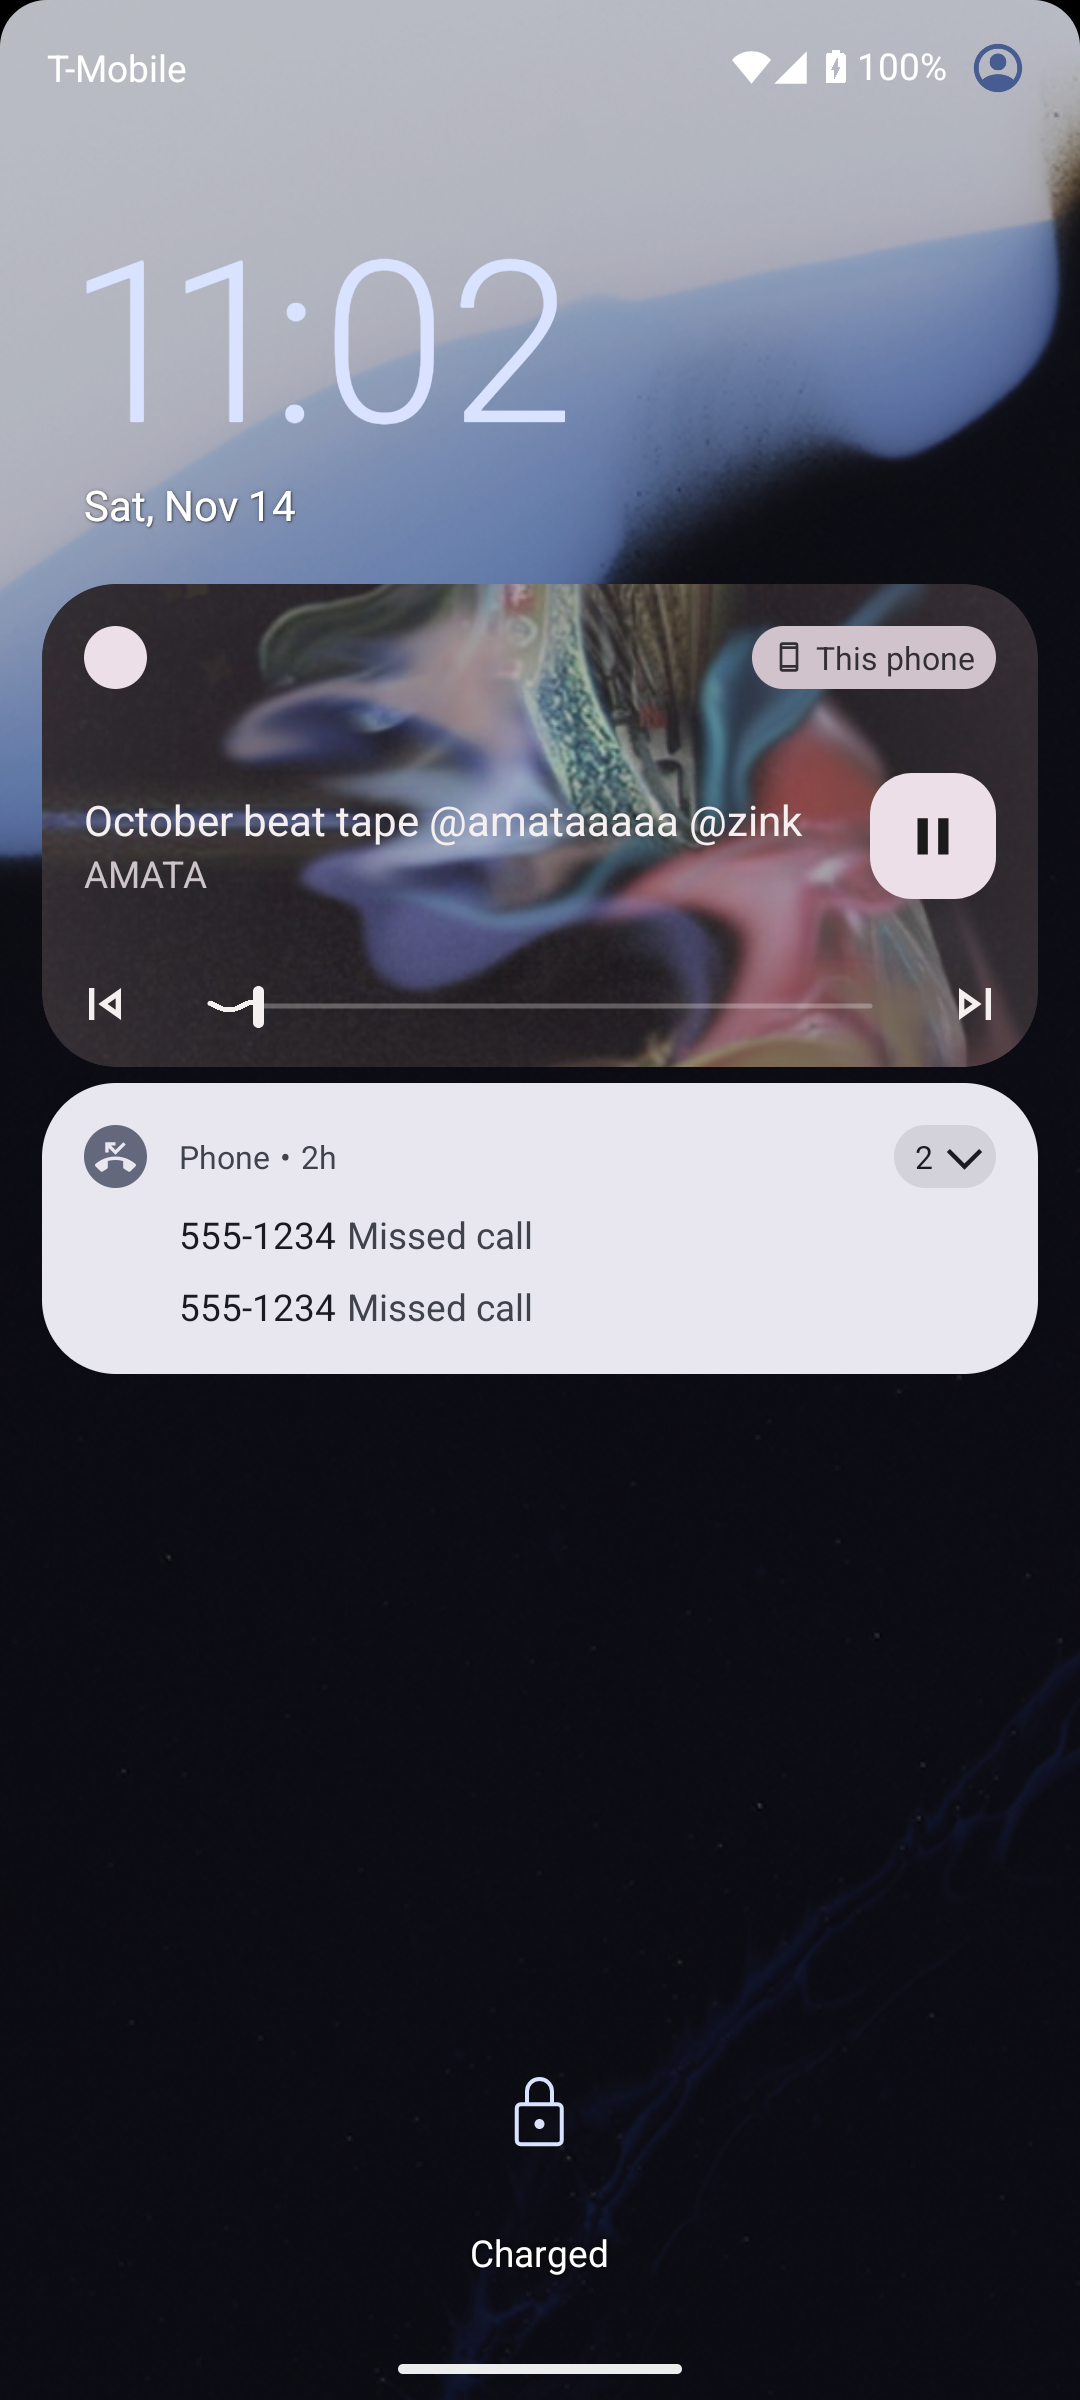 T-Mobile
100%
11:02
Sat, Nov 14
This phone
October beat tape @amataaaaa @zink
AMATA
Phone • 2h
2
555-1234 Missed call
555-1234 Missed call
Charged